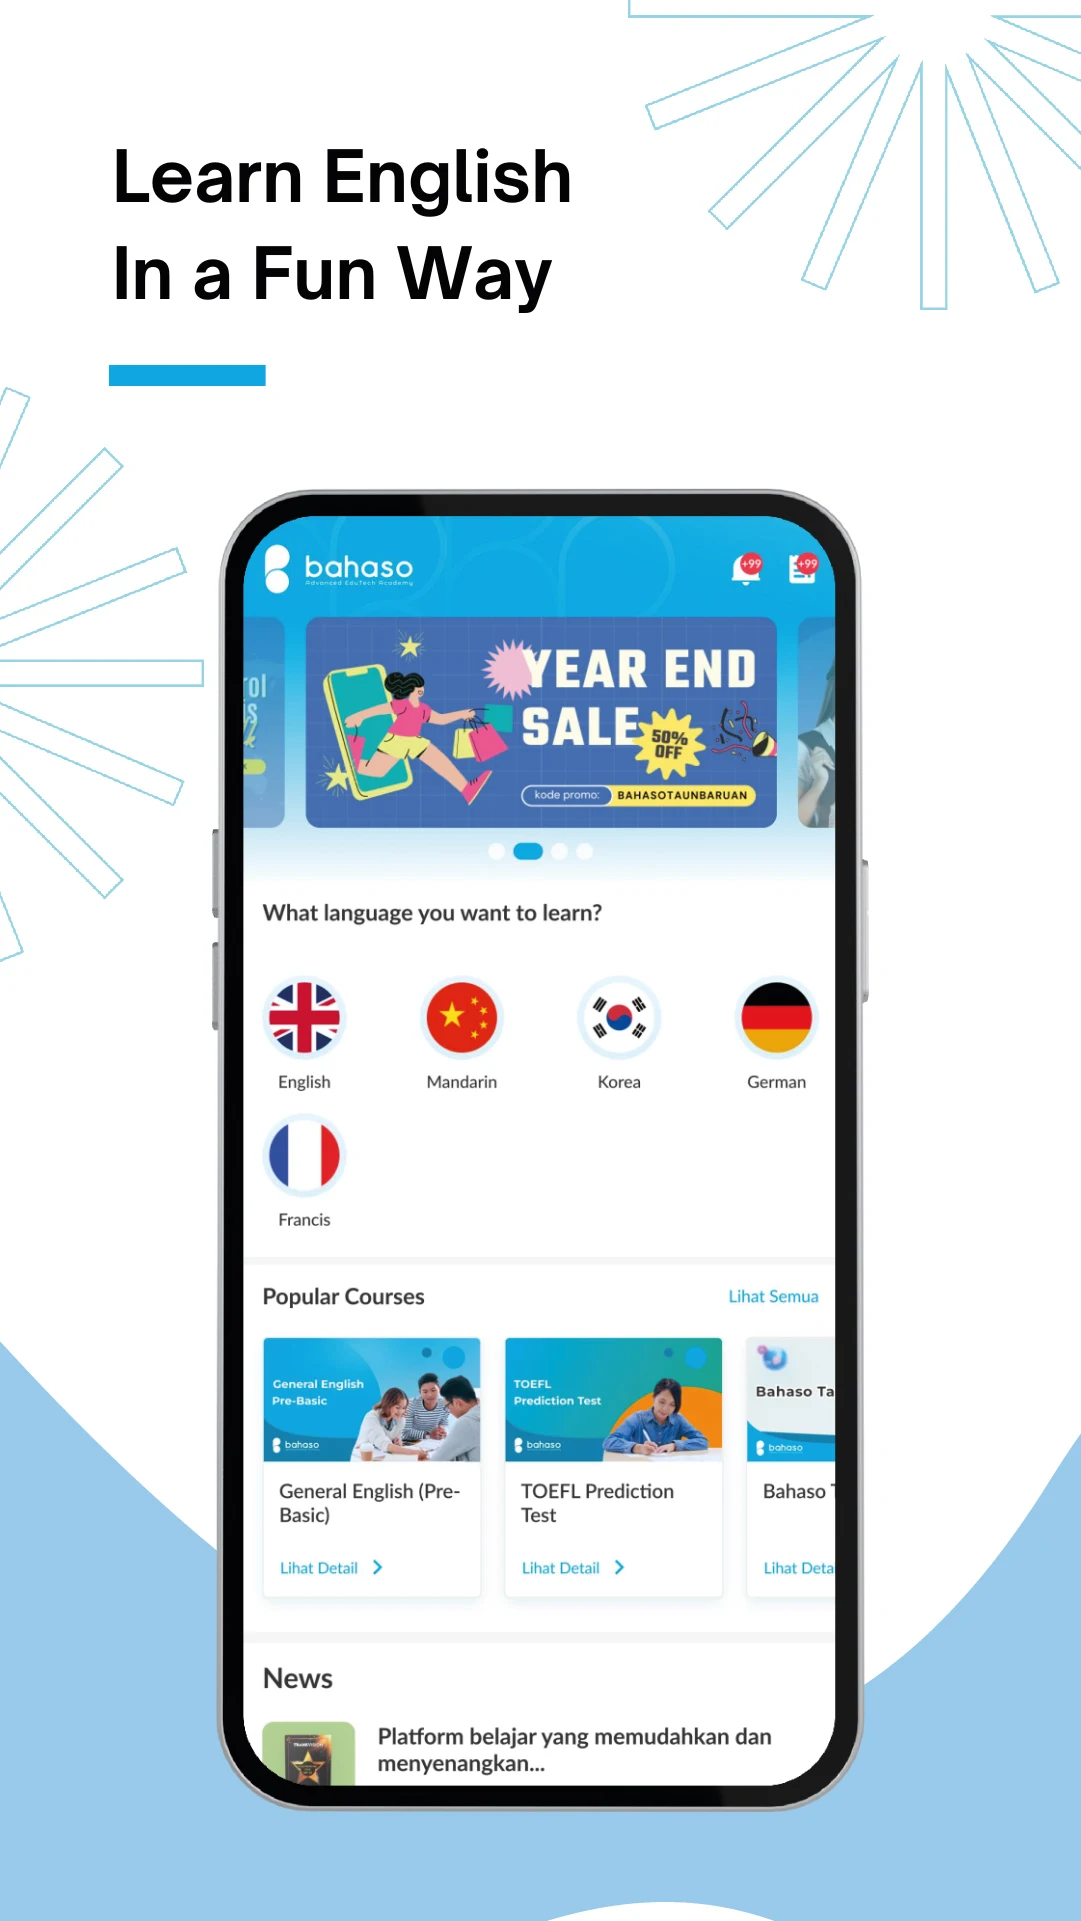 Learn English
In a Fun Way
bahaso
Advanced EduTech Academy
+99
+99
YEAR END
SALE
50%
OFF
kode promo:
BAHASOTAUNBARUAN
What language you want to learn?
English
Mandarin
Korea
German
Francis
Popular Courses
Lihat Semua
General English
Pre-Basic
bahaso
TOEFL
Prediction Test
bahaso
Bahaso Ta
bahaso
General English (Pre-
Basic)
TOEFL Prediction
Test
Bahaso T
Lihat Detail
Lihat Detail
Lihat Deta
News
Platform belajar yang memudahkan dan
menyenangkan...